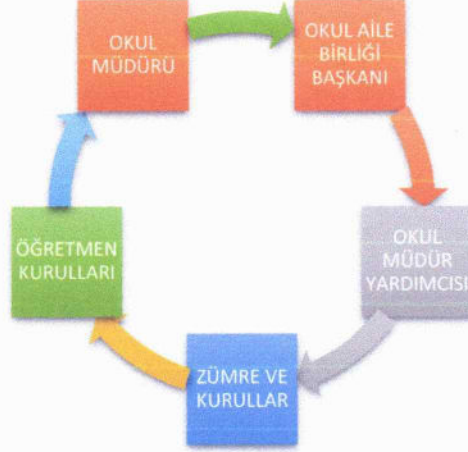 OKUL
MÜDÜRÜ
OKUL AİLE
BİRLİĞİ
BAŞKANI
OKUL
MÜDÜR
YARDIMCISI
ZÜMRE VE
KURULLAR
ÖĞRETMEN
KURULLARI